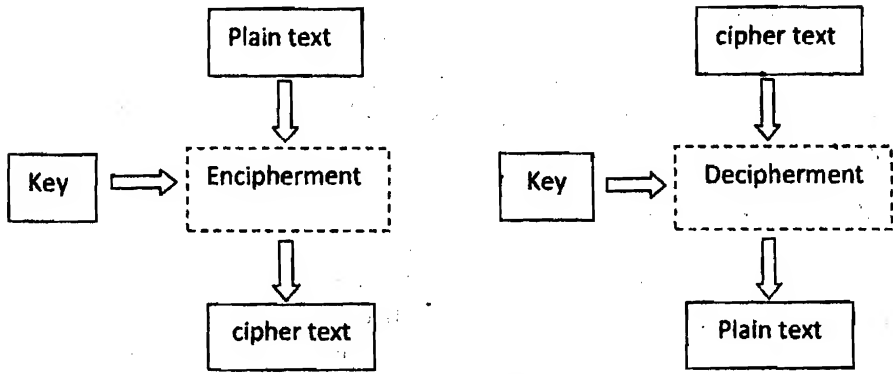 Plain text
Key
Encipherment
cipher text
cipher text
Key
Decipherment
Plain text